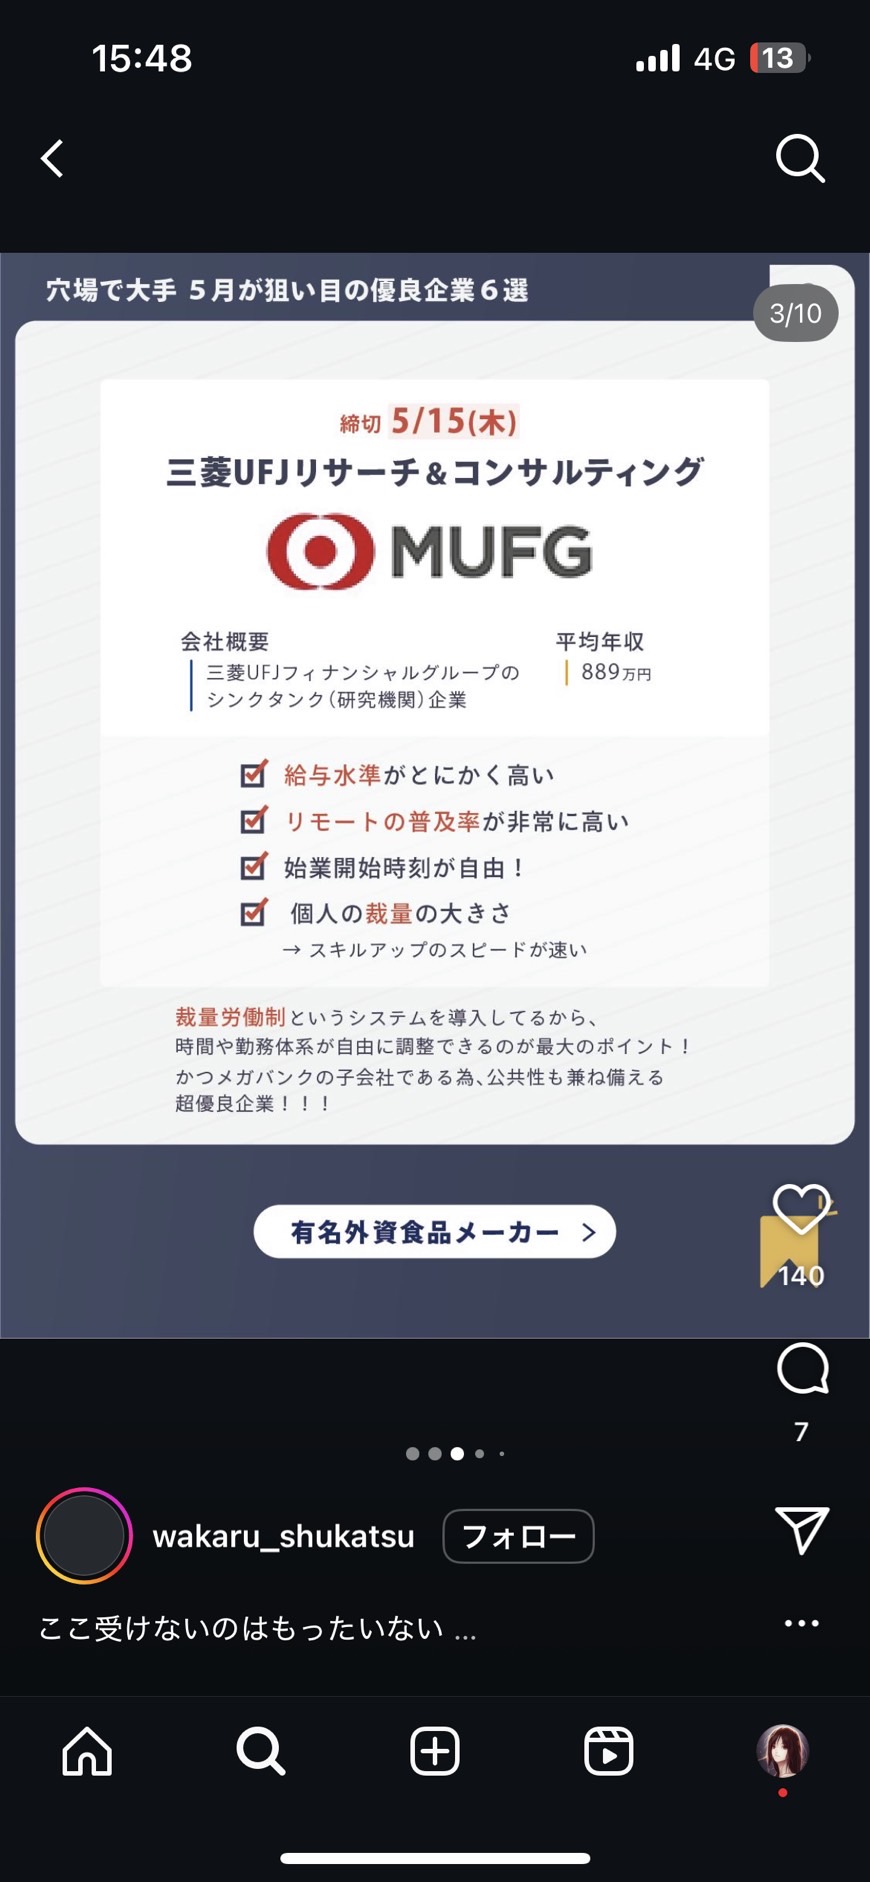 15:48
4G 13
穴場で大手 5月が狙い目の優良企業6選
3/10
締切 5/15(木)
三菱UFJリサーチ&コンサルティング
MUFG
会社概要
三菱UFJフィナンシャルグループの
シンクタンク(研究機関)企業
平均年収
889万円
給与水準がとにかく高い
リモートの普及率が非常に高い
始業開始時刻が自由!
個人の裁量の大きさ
→ スキルアップのスピードが速い
裁量労働制というシステムを導入してるから、
時間や勤務体系が自由に調整できるのが最大のポイント!
かつメガバンクの子会社である為、公共性も兼ね備える
超優良企業!!!
有名外資食品メーカー >
140
7
wakaru_shukatsu
フォロー
ここ受けないのはもったいない ...